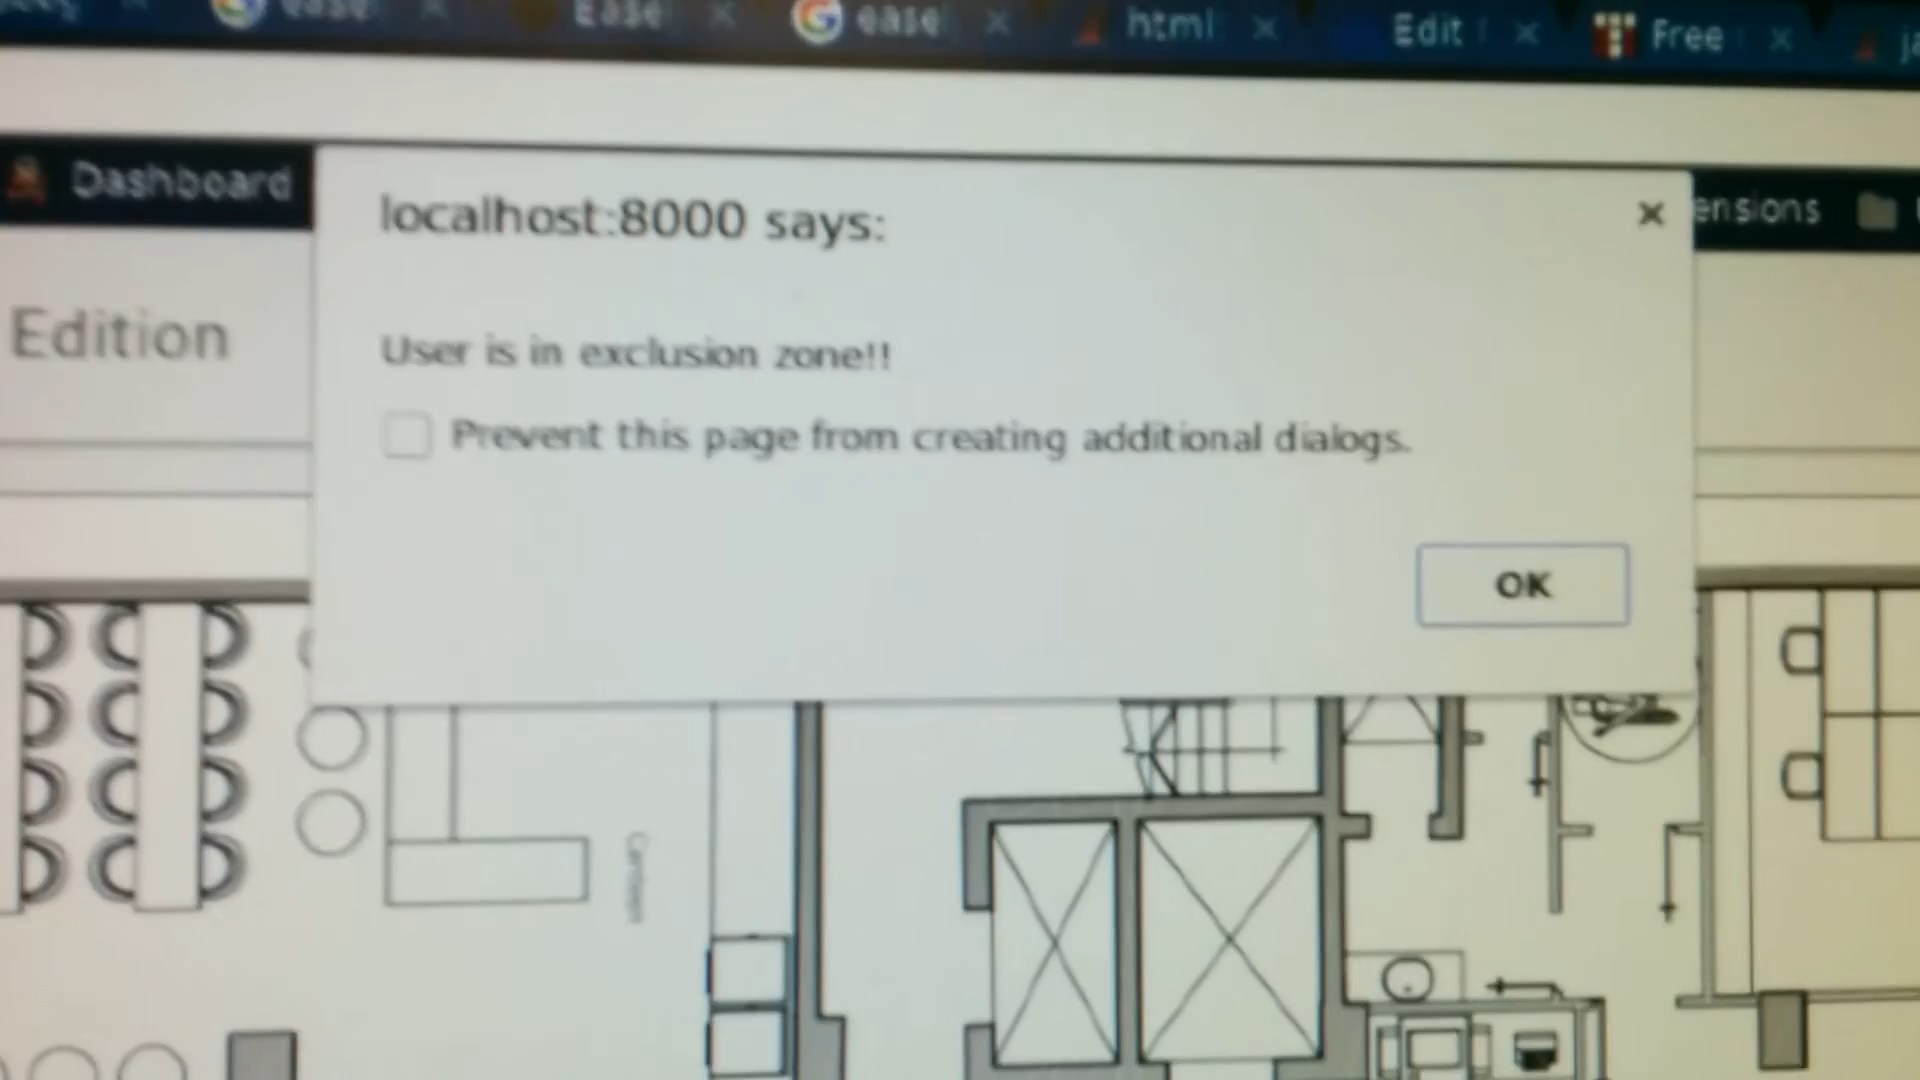 ease
Ease
ease
html
Edit
Free
Dashboard
ensions
localhost:8000 says:
Edition
User is in exclusion zone!!
Prevent this page from creating additional dialogs.
OK